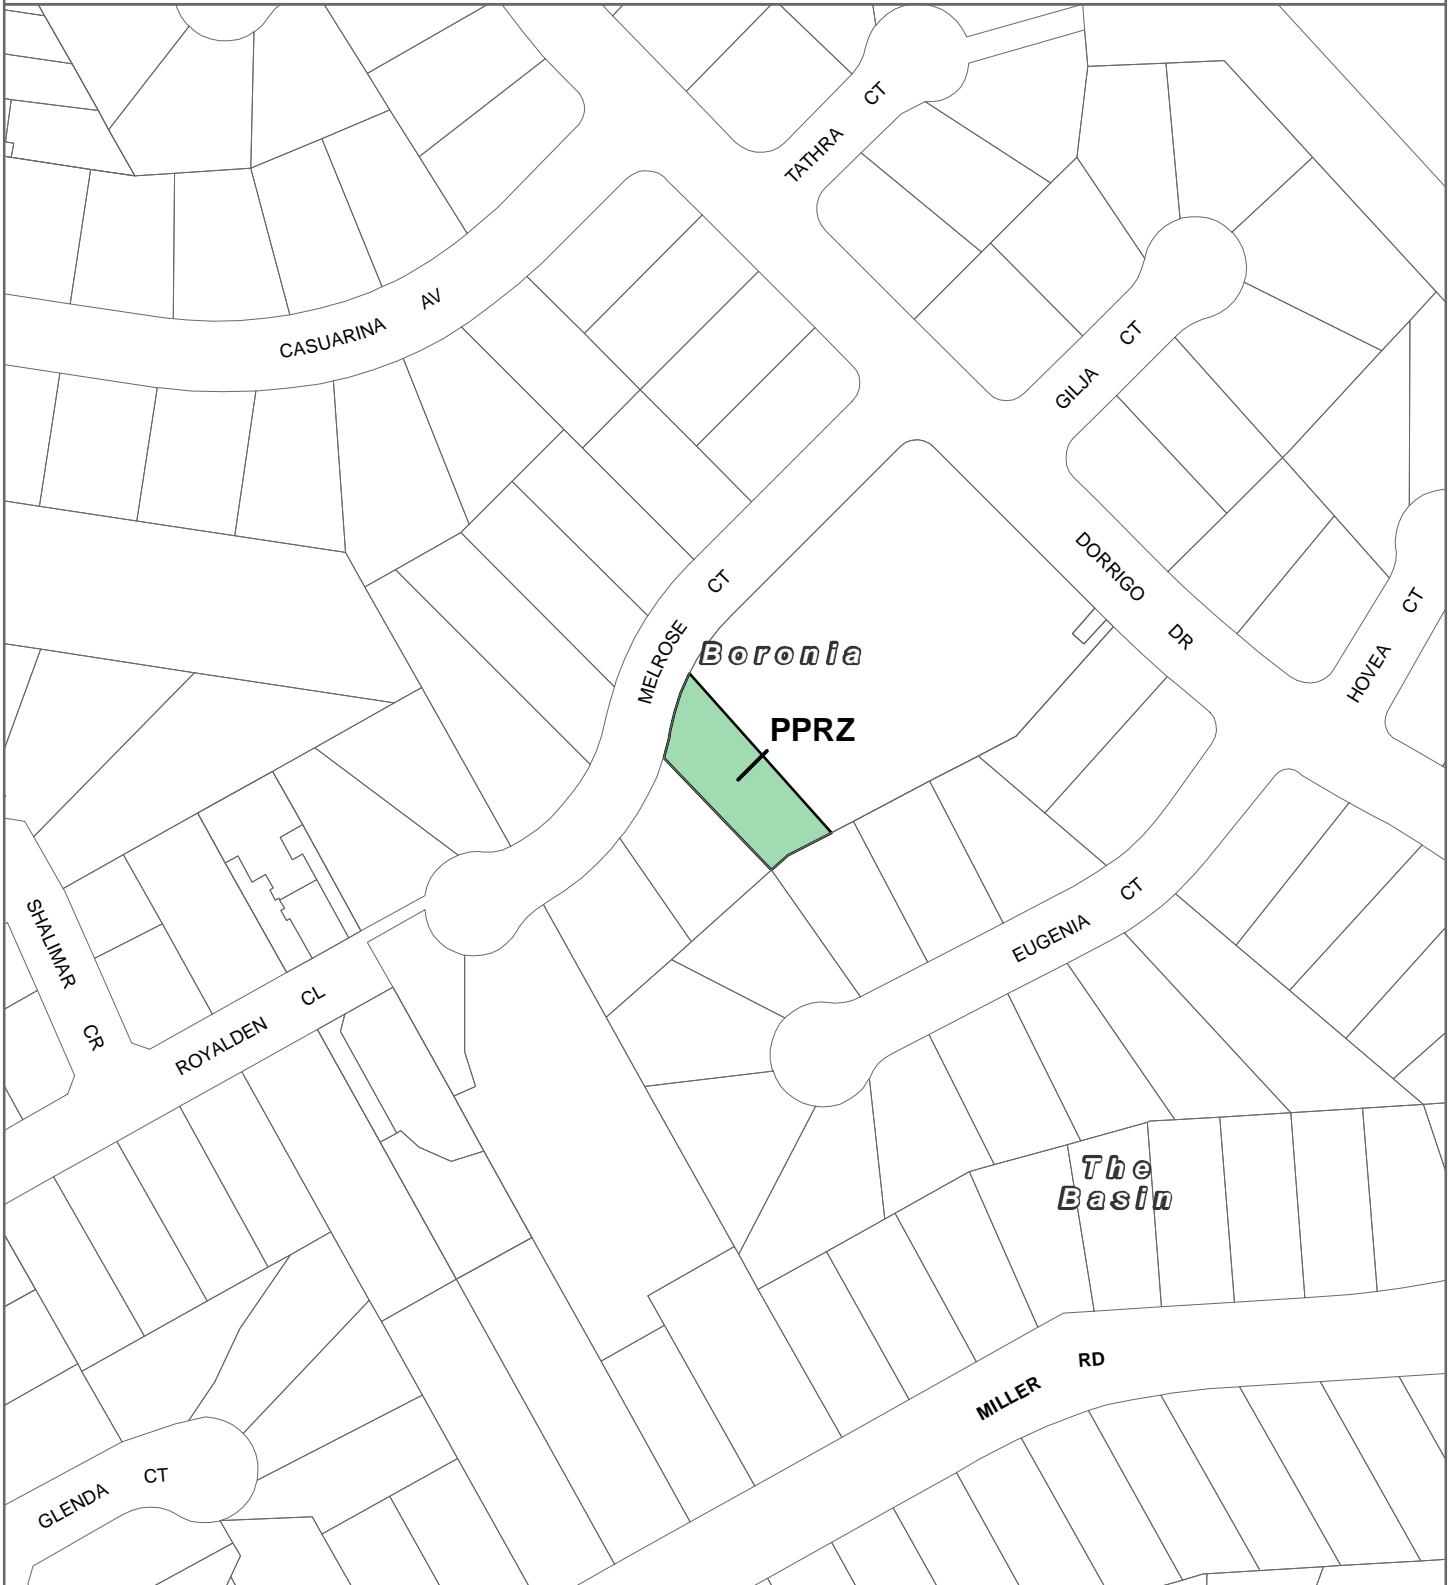 TATHRA CT
CASUARINA AV
GILJA CT
DORRIGO DR
HOVEA CT
MELROSE CT
Boronia
PPRZ
EUGENIA CT
SHALIMAR CR
ROYALDEN CL
The
Basin
MILLER RD
GLENDA CT